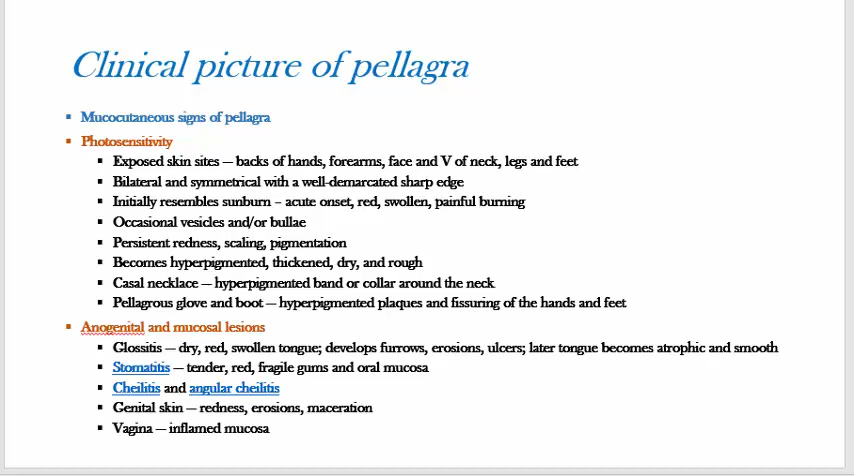 Clinical picture of pellagra
▪ Mucocutaneous signs of pellagra
▪ Photosensitivity
▪ Exposed skin sites — backs of hands, forearms, face and V of neck, legs and feet
▪ Bilateral and symmetrical with a well-demarcated sharp edge
▪ Initially resembles sunburn – acute onset, red, swollen, painful burning
▪ Occasional vesicles and/or bullae
▪ Persistent redness, scaling, pigmentation
▪ Becomes hyperpigmented, thickened, dry, and rough
▪ Casal necklace — hyperpigmented band or collar around the neck
▪ Pellagrous glove and boot — hyperpigmented plaques and fissuring of the hands and feet
▪ Anogenital and mucosal lesions
▪ Glossitis — dry, red, swollen tongue; develops furrows, erosions, ulcers; later tongue becomes atrophic and smooth
▪ Stomatitis — tender, red, fragile gums and oral mucosa
▪ Cheilitis and angular cheilitis
▪ Genital skin — redness, erosions, maceration
▪ Vagina — inflamed mucosa